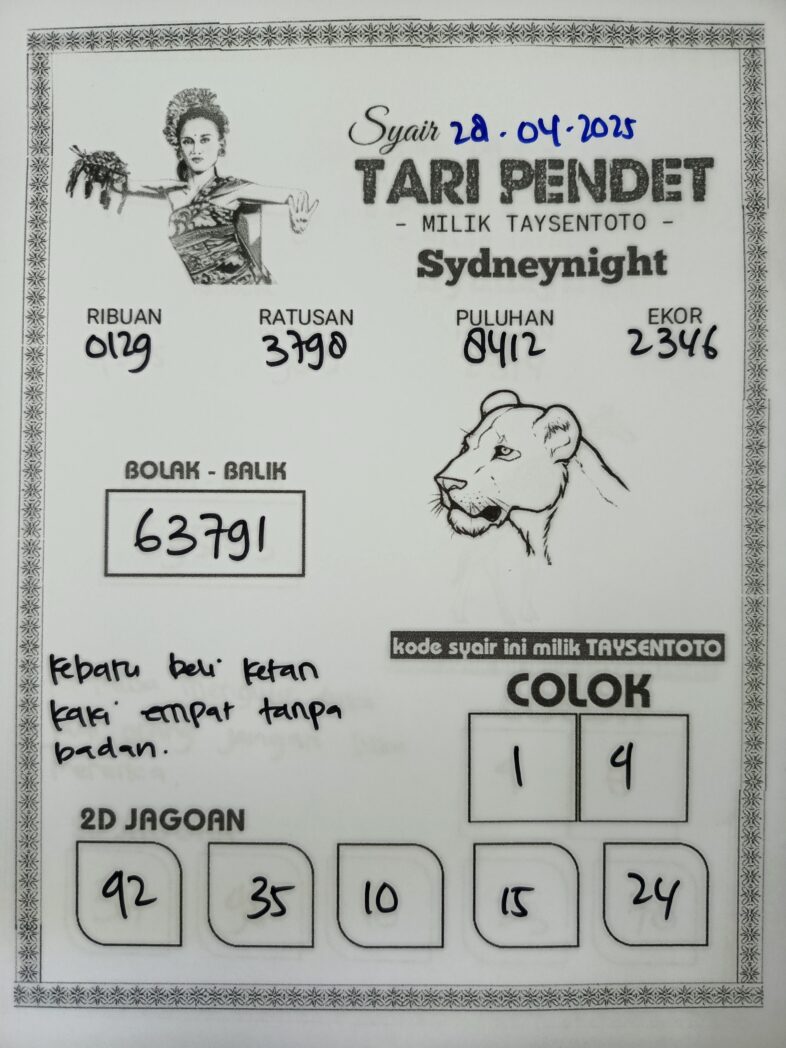 Syair 28.04.2025
TARI PENDET
- MILIK TAYSENTOTO -
Sydneynight
RIBUAN RATUSAN PULUHAN EKOR
0129 3798 8412 2346
BOLAK - BALIK
63791
kebaru beli ketan
kaki empat tanpa
badan.
kode syair ini milik TAYSENTOTO
COLOK
1 4
2D JAGOAN
92 35 10 15 24